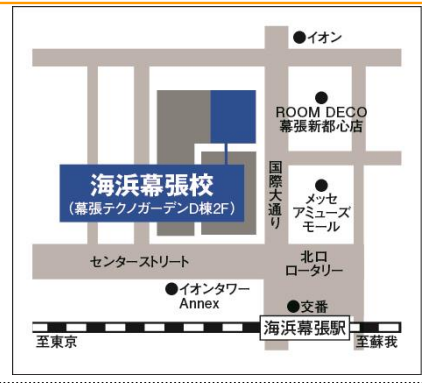 ●イオン
●
ROOM DECO
幕張新都心店
海浜幕張校
(幕張テクノガーデンD棟2F)
国際大通り
●
メッセ
アミューズ
モール
センターストリート
北口
ロータリー
●イオンタワー
Annex
●交番
海浜幕張駅
至東京
至蘇我